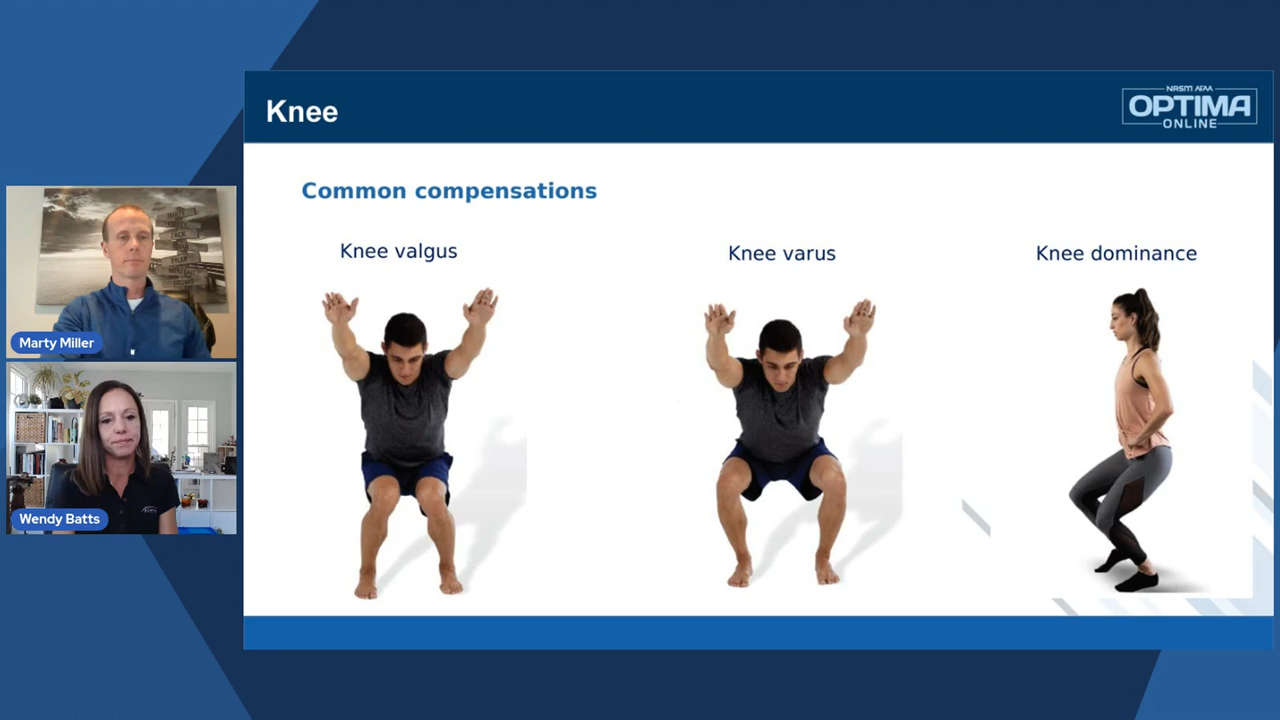 Knee
NASM AFAA
OPTIMA
ONLINE
Common compensations
Knee valgus
Knee varus
Knee dominance
Marty Miller
Wendy Batts